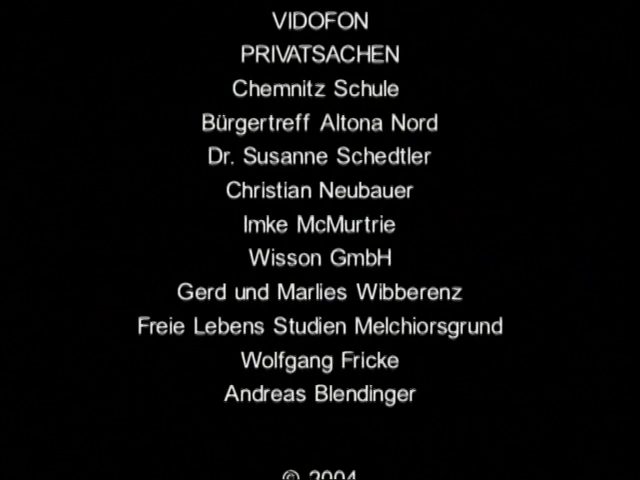 VIDOFON
PRIVATSACHEN
Chemnitz Schule
Bürgertreff Altona Nord
Dr. Susanne Schedtler
Christian Neubauer
Imke McMurtrie
Wisson GmbH
Gerd und Marlies Wibberenz
Freie Lebens Studien Melchiorsgrund
Wolfgang Fricke
Andreas Blendinger
© 2004